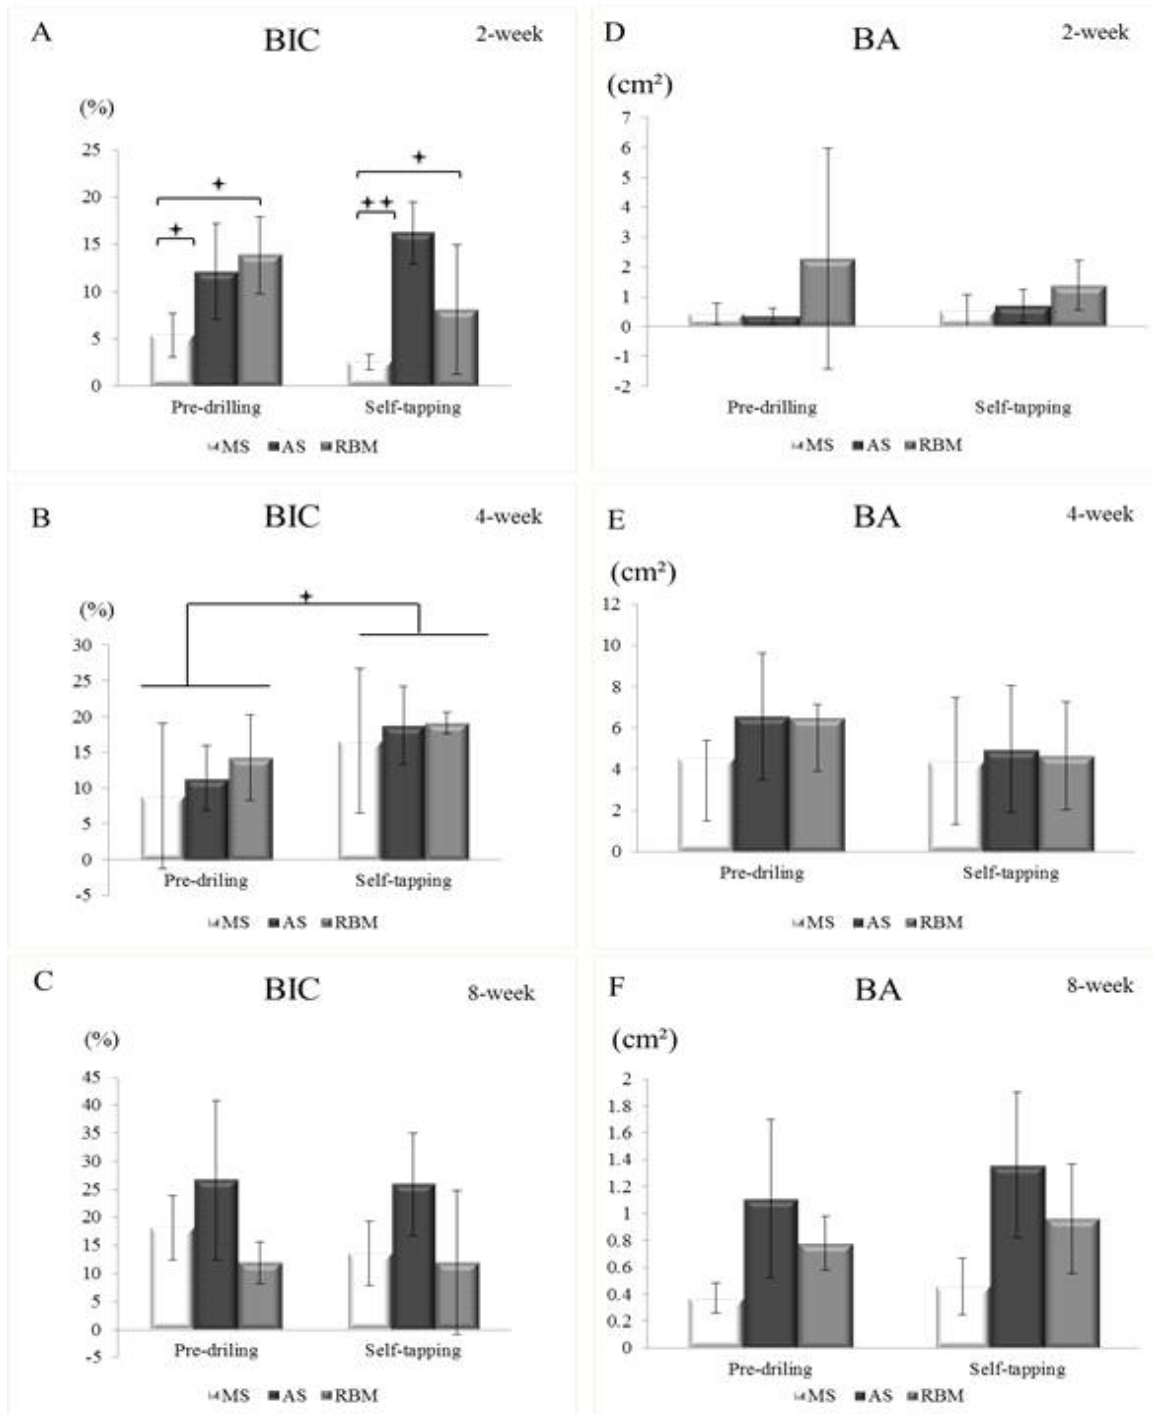 A
BIC
2-week
(%)
25
20
15
10
5
0
Pre-drilling
Self-tapping
MS AS RBM
D
BA
2-week
(cm²)
7
6
5
4
3
2
1
0
-1
-2
Pre-drilling
Self-tapping
MS AS RBM
B
BIC
4-week
(%)
30
25
20
15
10
5
0
-5
Pre-driling
Self-tapping
MS AS RBM
E
BA
4-week
(cm²)
12
10
8
6
4
2
0
Pre-drilling
Self-tapping
MS AS RBM
C
BIC
8-week
(%)
45
40
35
30
25
20
15
10
5
0
-5
Pre-driling
Self-tapping
MS AS RBM
F
BA
8-week
(cm²)
2
1.8
1.6
1.4
1.2
1
0.8
0.6
0.4
0.2
0
Pre-drilling
Self-tapping
MS AS RBM